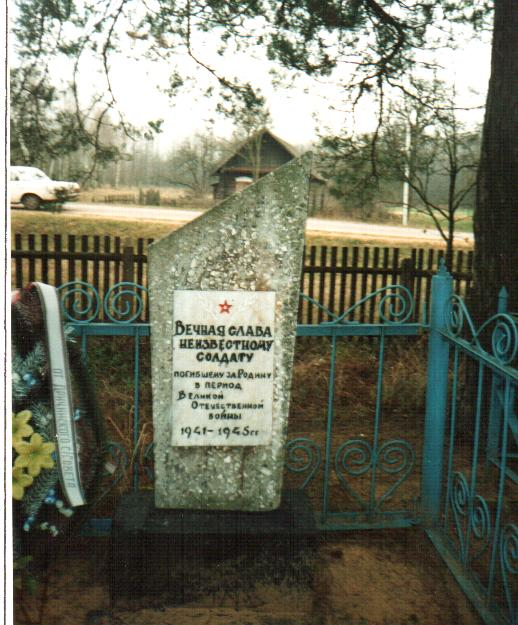 Вечная слава
неизвестному
солдату
погибшему за Родину
в период
Великой
Отечественной
войны
1941-1945гг